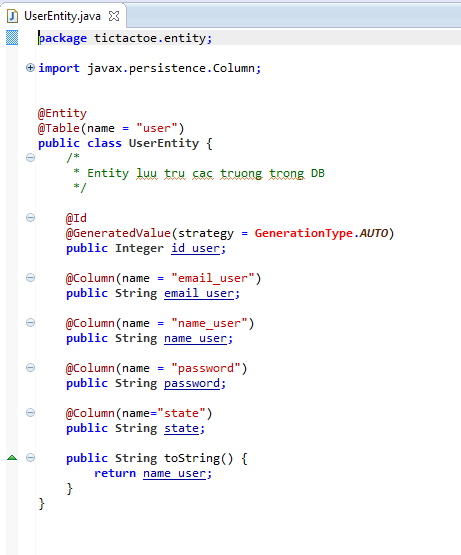 UserEntity.java
package tictactoe.entity;
import javax.persistence.Column;
@Entity
@Table(name = "user")
public class UserEntity {
/*
* Entity luu tru cac truong trong DB
*/
@Id
@GeneratedValue(strategy = GenerationType.AUTO)
public Integer id_user;
@Column(name = "email_user")
public String email_user;
@Column(name = "name_user")
public String name_user;
@Column(name = "password")
public String password;
@Column(name="state")
public String state;
public String toString() {
return name_user;
}
}